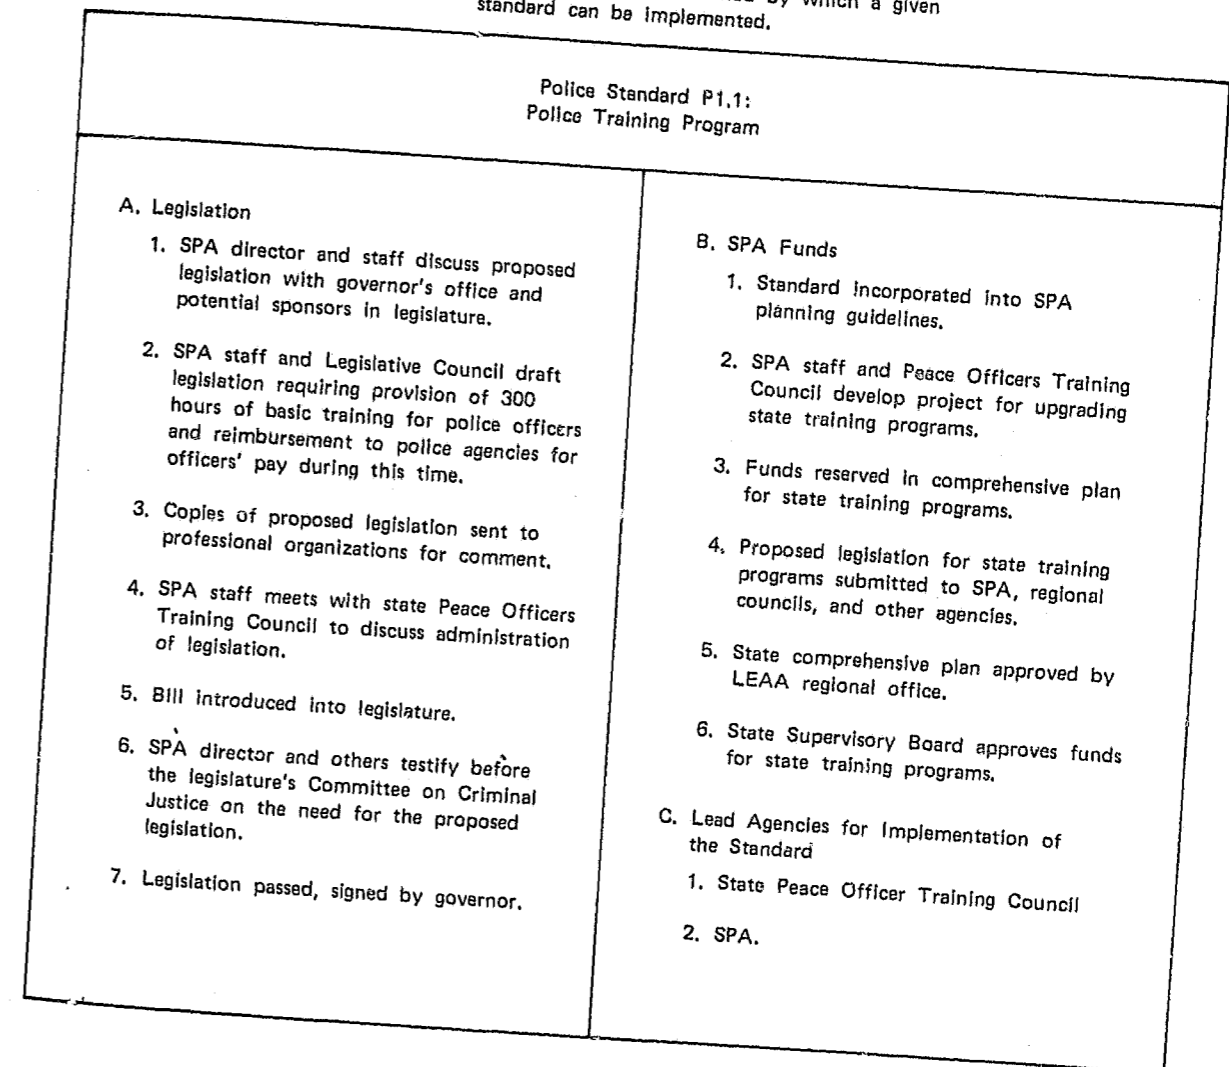 by which a given
standard can be implemented.
Police Standard P1.1:
Police Training Program
A. Legislation
1. SPA director and staff discuss proposed
legislation with governor's office and
potential sponsors in legislature.
2. SPA staff and Legislative Council draft
legislation requiring provision of 300
hours of basic training for police officers
and reimbursement to police agencies for
officers' pay during this time.
3. Copies of proposed legislation sent to
professional organizations for comment.
4. SPA staff meets with state Peace Officers
Training Council to discuss administration
of legislation.
5. Bill introduced into legislature.
6. SPA director and others testify before
the legislature's Committee on Criminal
Justice on the need for the proposed
legislation.
7. Legislation passed, signed by governor.
B. SPA Funds
1. Standard incorporated into SPA
planning guidelines.
2. SPA staff and Peace Officers Training
Council develop project for upgrading
state training programs.
3. Funds reserved in comprehensive plan
for state training programs.
4. Proposed legislation for state training
programs submitted to SPA, regional
councils, and other agencies.
5. State comprehensive plan approved by
LEAA regional office.
6. State Supervisory Board approves funds
for state training programs.
C. Lead Agencies for Implementation of
the Standard
1. State Peace Officer Training Council
2. SPA.